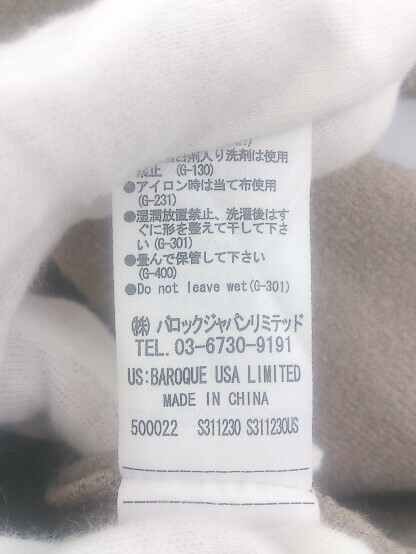 剤入り洗剤は使用
禁止 (G-130)
●アイロン時は当て布使用
(G-231)
●湿潤放置禁止、洗濯後はす
ぐに形を整えて干して下さ
い (G-301)
●畳んで保管して下さい
(G-400)
●Do not leave wet(G-301)
㈱ バロックジャパンリミテッド
TEL. 03-6730-9191
US:BAROQUE USA LIMITED
MADE IN CHINA
500022 S311230 S311230US